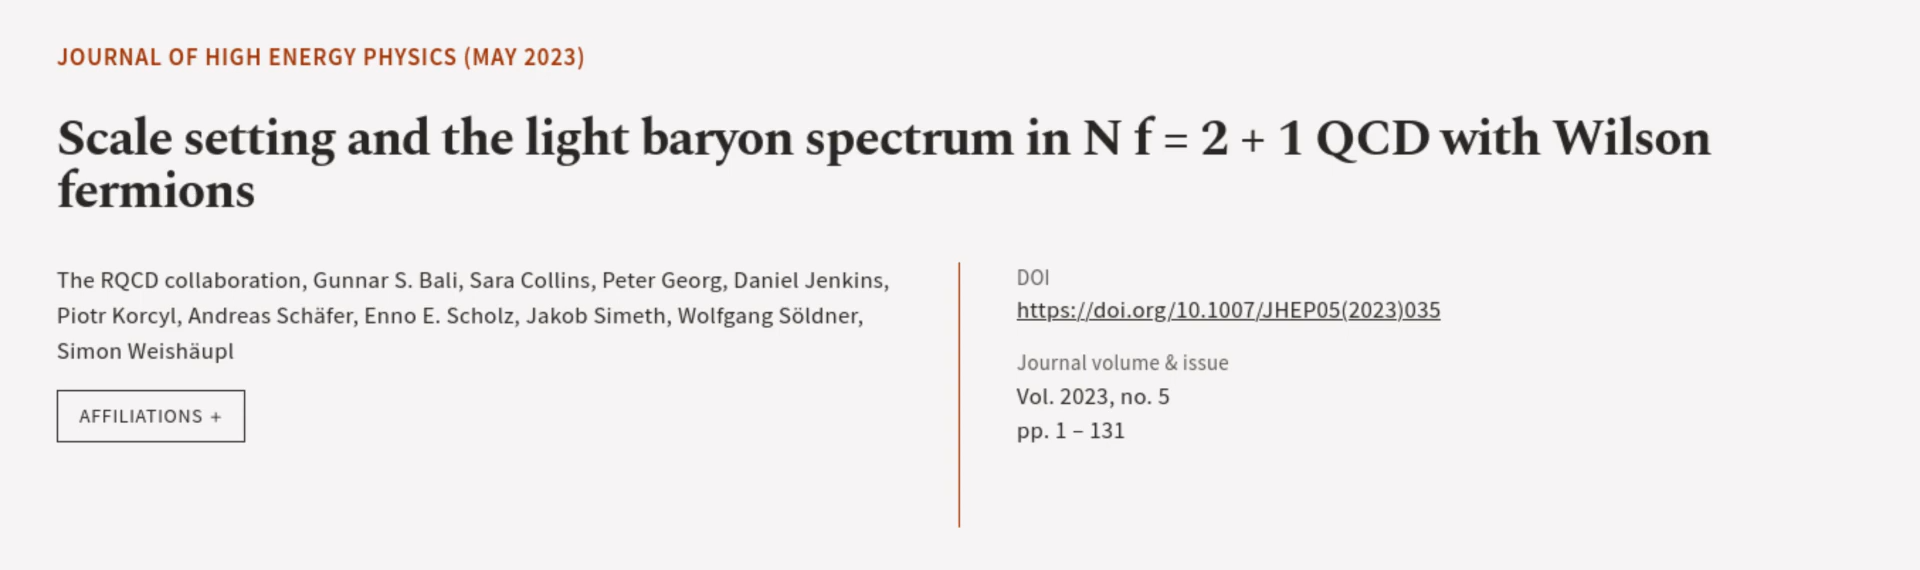 JOURNAL OF HIGH ENERGY PHYSICS (MAY 2023)
Scale setting and the light baryon spectrum in N f = 2 + 1 QCD with Wilson
fermions
The RQCD collaboration, Gunnar S. Bali, Sara Collins, Peter Georg, Daniel Jenkins,
Piotr Korcyl, Andreas Schäfer, Enno E. Scholz, Jakob Simeth, Wolfgang Söldner,
Simon Weishäupl
AFFILIATIONS +
DOI
https://doi.org/10.1007/JHEP05(2023)035
Journal volume & issue
Vol. 2023, no. 5
pp. 1 – 131